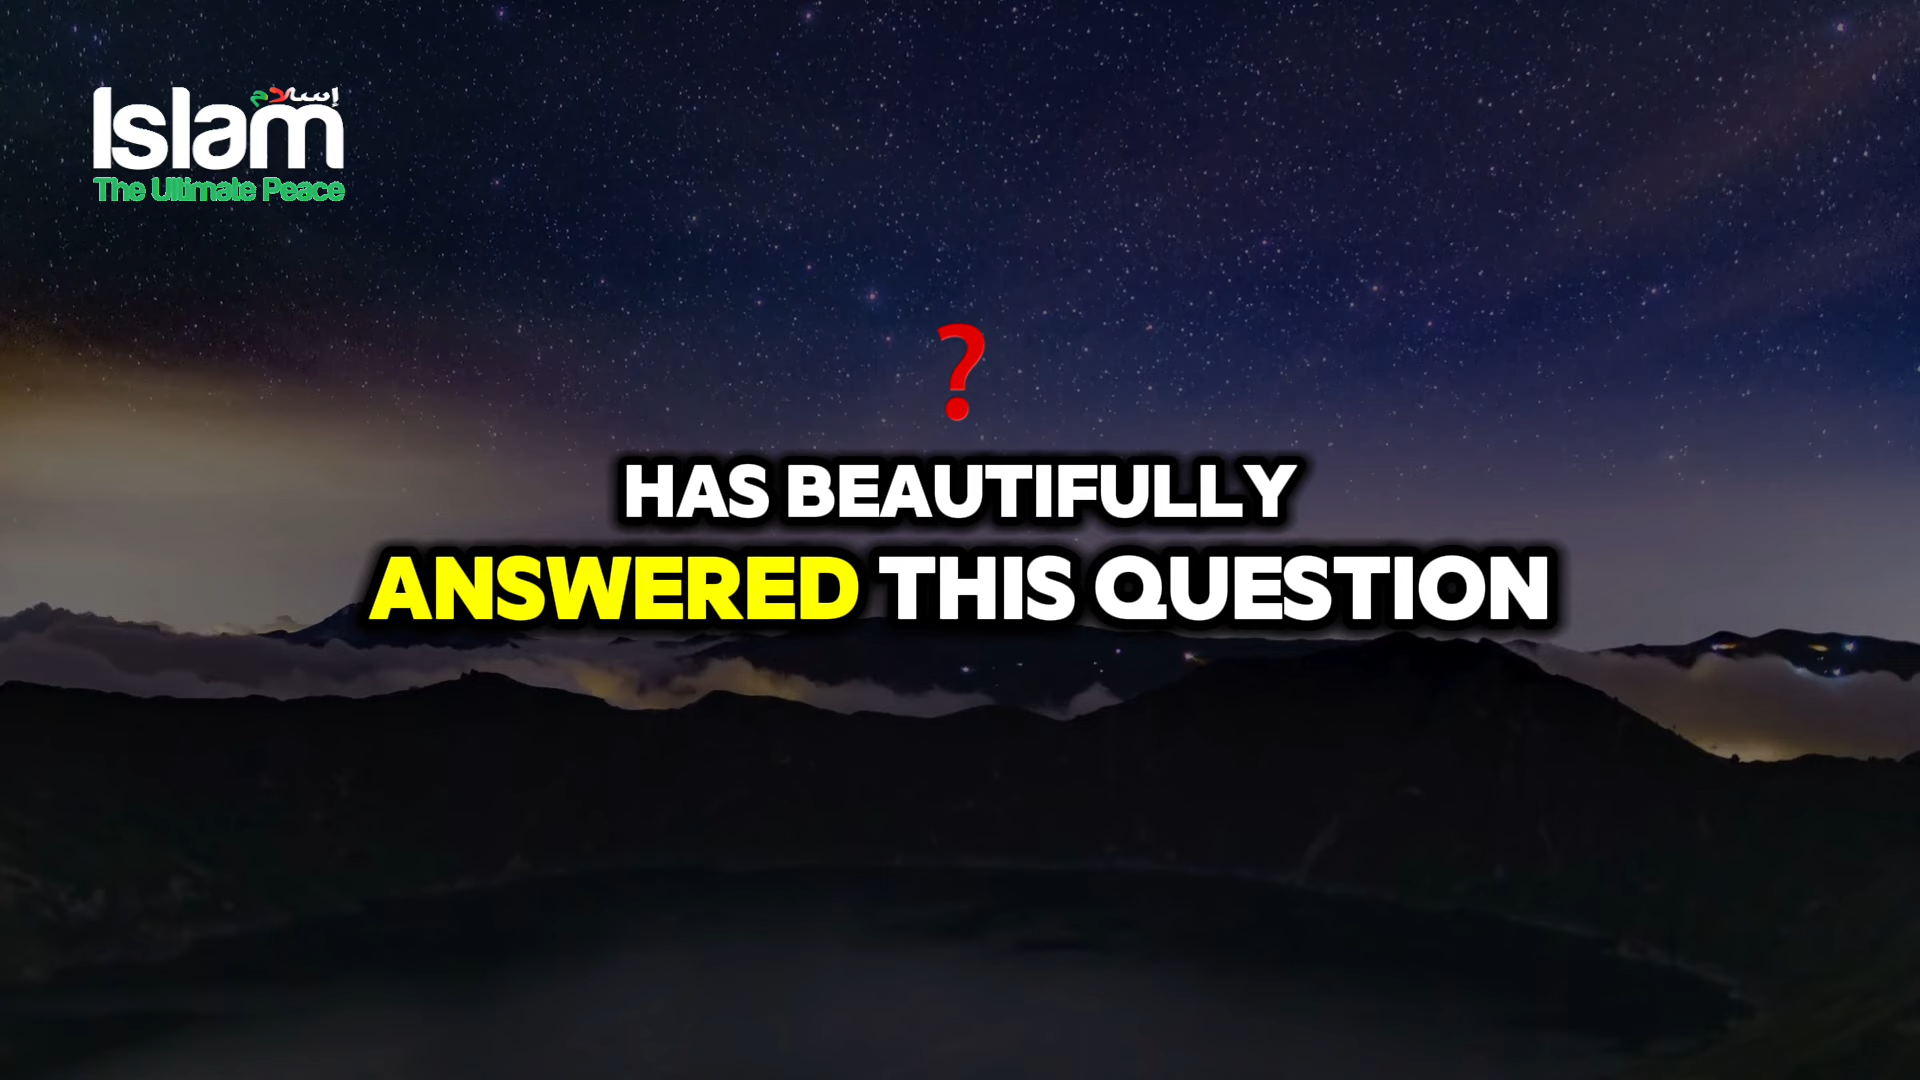 Islam
إسلام
The Ultimate Peace
?
HAS BEAUTIFULLY
ANSWERED THIS QUESTION